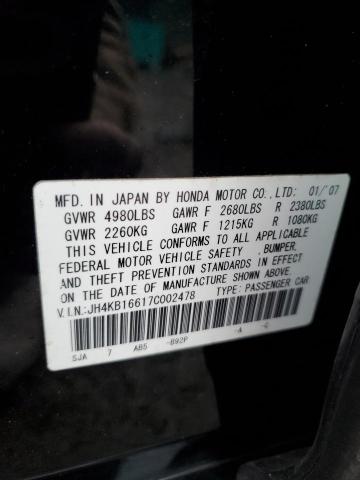 MFD. IN JAPAN BY HONDA MOTOR CO., LTD: 01/'07
GVWR 4980LBS GAWR F 2680LBS R 2380LBS
GVWR 2260KG GAWR F 1215KG R 1080KG
THIS VEHICLE CONFORMS TO ALL APPLICABLE
FEDERAL MOTOR VEHICLE SAFETY ,BUMPER,
AND THEFT PREVENTION STANDARDS IN EFFECT
ON THE DATE OF MANUFACTURE SHOWN ABOVE.
V.I.N:JH4KB16617C002478 TYPE: PASSENGER CAR
SJA 7 AB5 -B92P -A -C